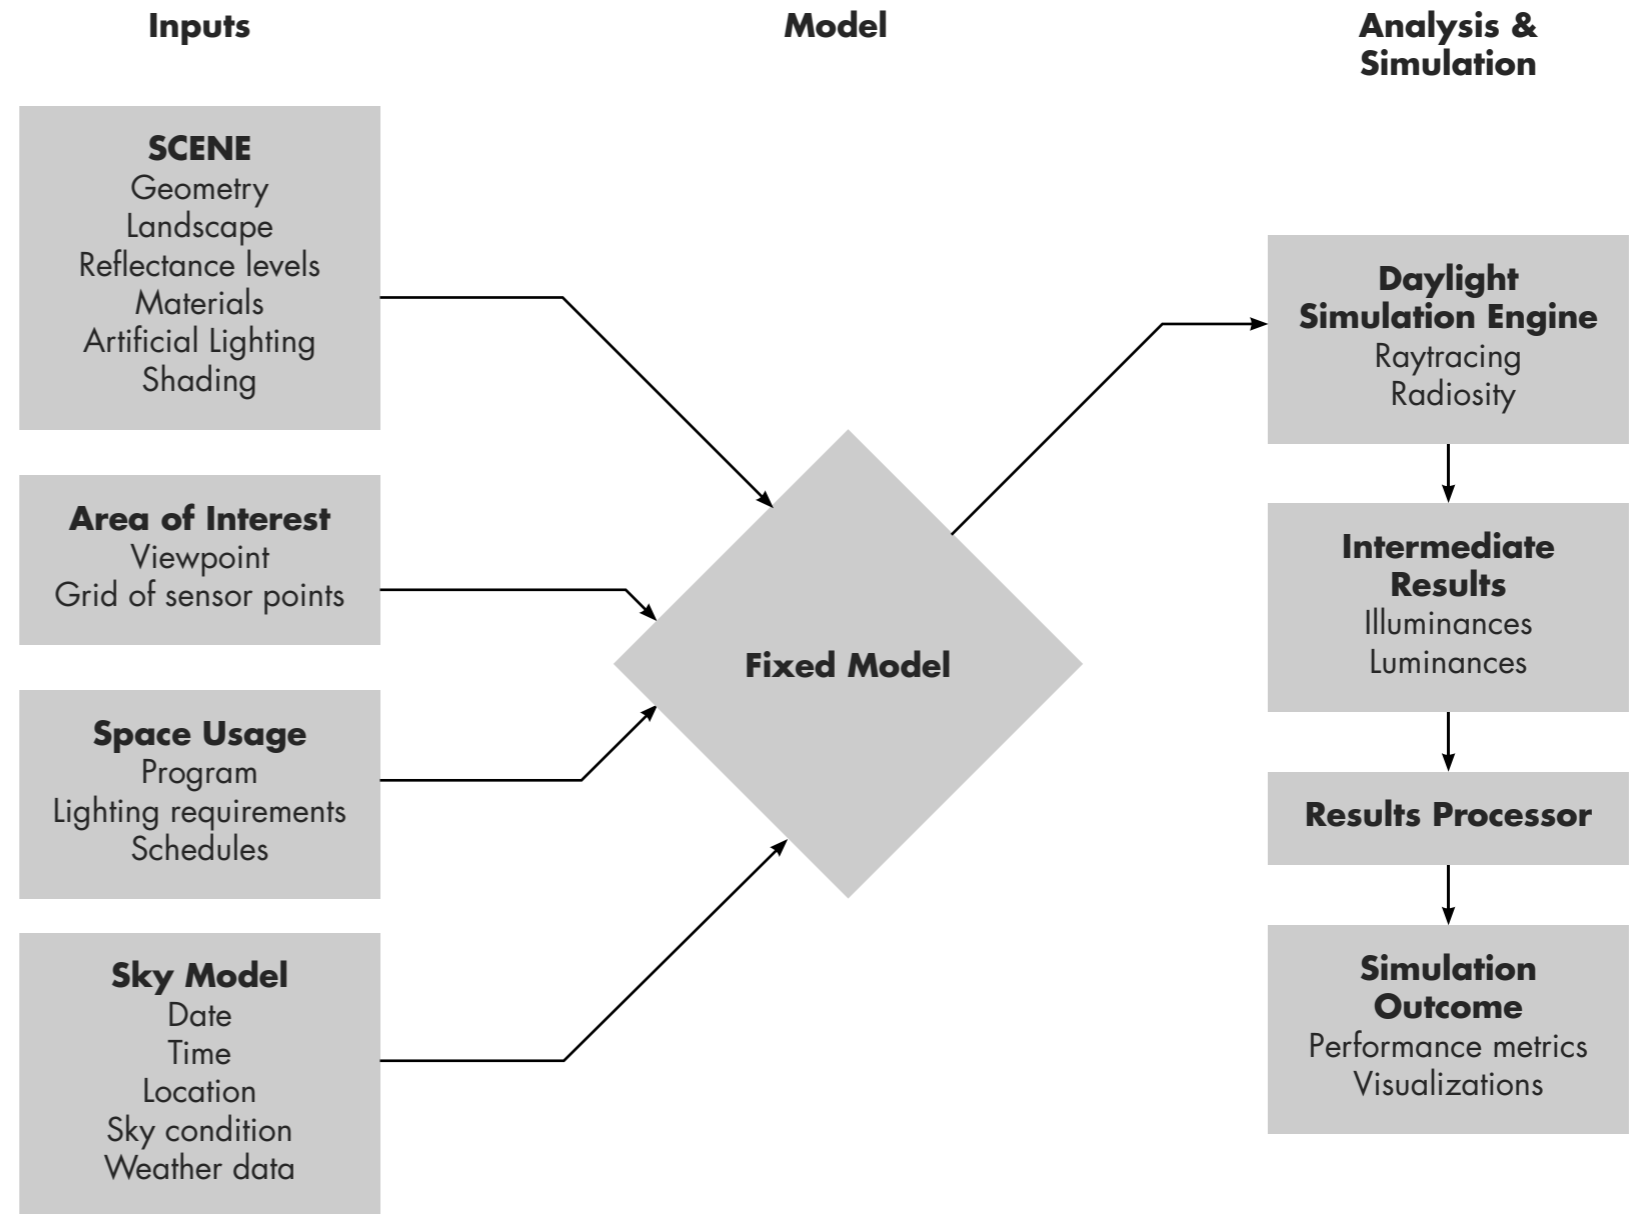 Inputs
SCENE
Geometry
Landscape
Reflectance levels
Materials
Artificial Lighting
Shading
Area of Interest
Viewpoint
Grid of sensor points
Space Usage
Program
Lighting requirements
Schedules
Sky Model
Date
Time
Location
Sky condition
Weather data
Model
Fixed Model
Analysis &
Simulation
Daylight
Simulation Engine
Raytracing
Radiosity
Intermediate
Results
Illuminances
Luminances
Results Processor
Simulation
Outcome
Performance metrics
Visualizations